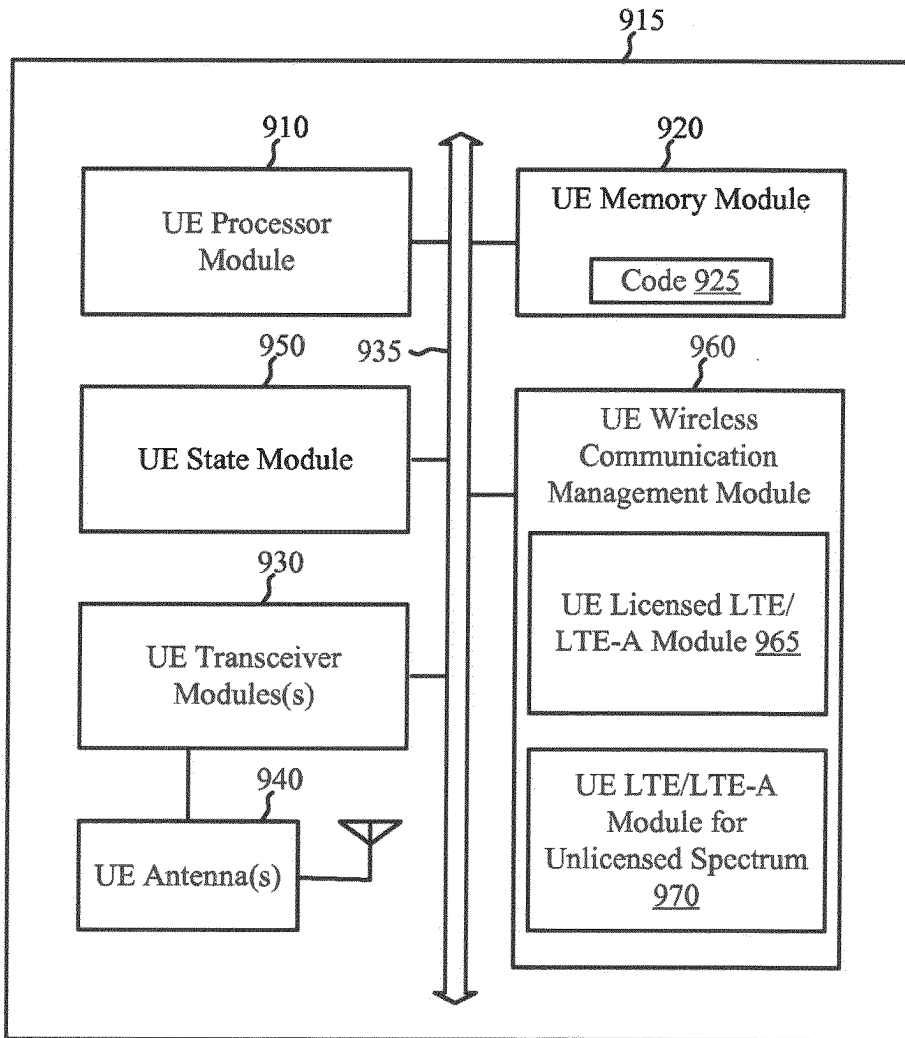 915
910
UE Processor
Module
920
UE Memory Module
Code 925
935
950
UE State Module
960
UE Wireless
Communication
Management Module
UE Licensed LTE/
LTE-A Module 965
UE LTE/LTE-A
Module for
Unlicensed Spectrum
970
930
UE Transceiver
Modules(s)
940
UE Antenna(s)